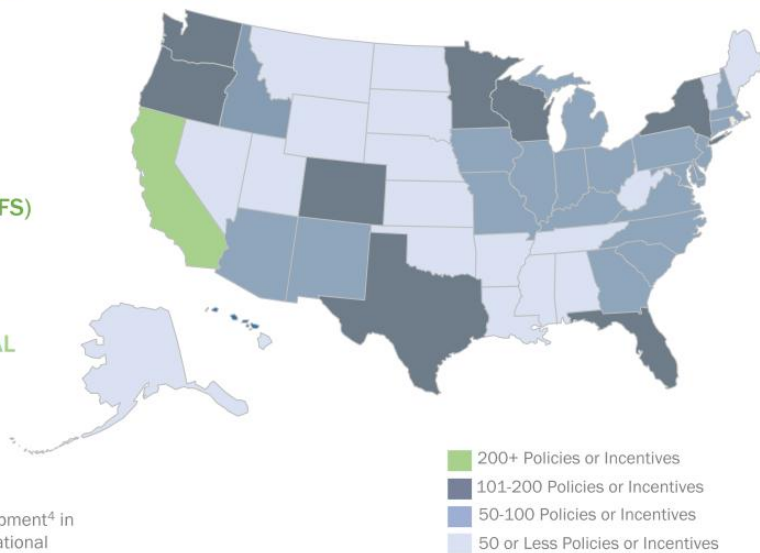 FS)
AL
200+ Policies or Incentives
101-200 Policies or Incentives
50-100 Policies or Incentives
50 or Less Policies or Incentives
pment⁴ in
ational